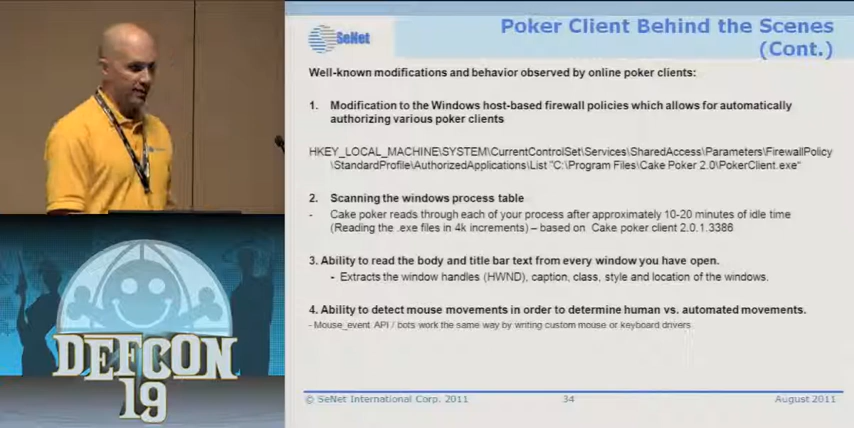 SeNet
Poker Client Behind the Scenes
(Cont.)
Well-known modifications and behavior observed by online poker clients:
1. Modification to the Windows host-based firewall policies which allows for automatically
authorizing various poker clients
HKEY_LOCAL_MACHINE\SYSTEM\CurrentControlSet\Services\SharedAccess\Parameters\FirewallPolicy
\StandardProfile\AuthorizedApplications\List "C:\Program Files\Cake Poker 2.0\PokerClient.exe"
2. Scanning the windows process table
- Cake poker reads through each of your process after approximately 10-20 minutes of idle time
(Reading the .exe files in 4k increments) – based on Cake poker client 2.0.1.3386
3. Ability to read the body and title bar text from every window you have open.
- Extracts the window handles (HWND), caption, class, style and location of the windows.
4. Ability to detect mouse movements in order to determine human vs. automated movements.
- Mouse_event API / bots work the same way by writing custom mouse or keyboard drivers
© SeNet International Corp. 2011
34
August 2011
DEFCON
19